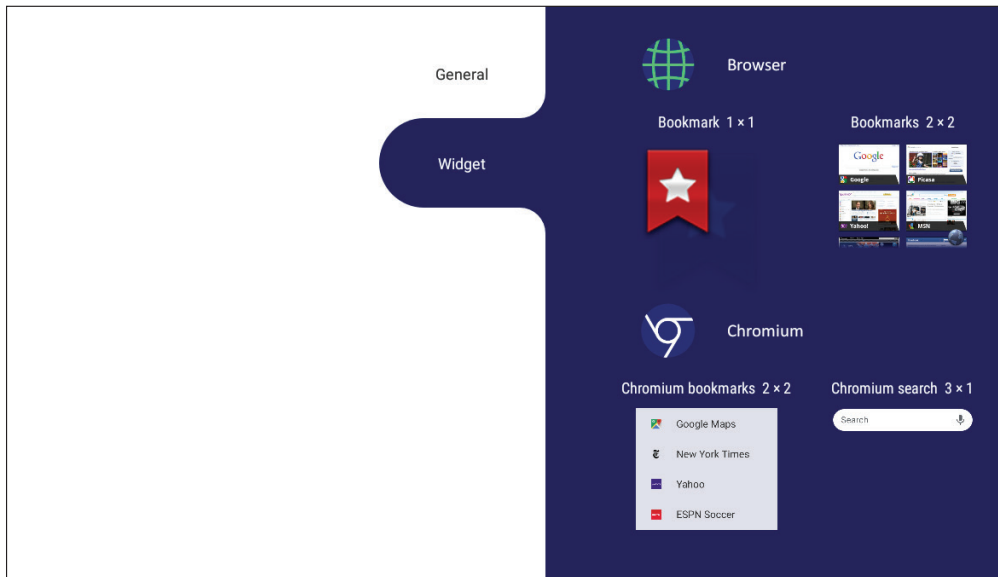 General
Widget
Browser
Bookmark 1 × 1
Bookmarks 2 × 2
Google
Google
Picasa
Yahoo!
MSN
Chromium
Chromium bookmarks 2 × 2
Chromium search 3 × 1
Google Maps
New York Times
Yahoo
ESPN Soccer
Search